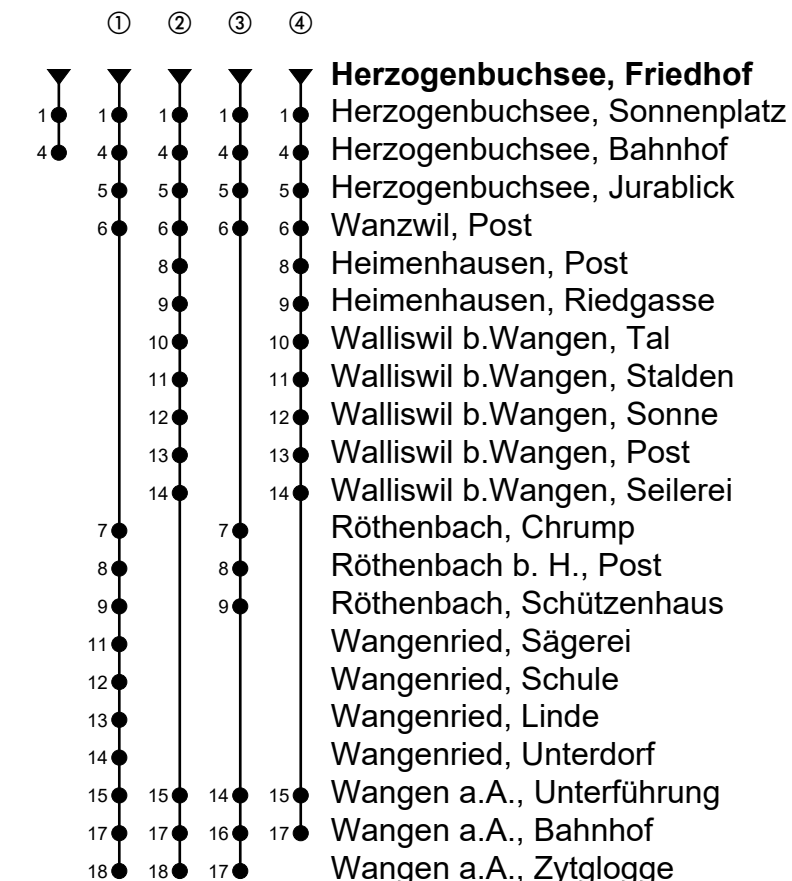 ① ② ③ ④
Herzogenbuchsee, Friedhof
1 1 1 1 1 Herzogenbuchsee, Sonnenplatz
4 4 4 4 4 Herzogenbuchsee, Bahnhof
5 5 5 5 Herzogenbuchsee, Jurablick
6 6 6 6 Wanzwil, Post
8 8 Heimenhausen, Post
9 9 Heimenhausen, Riedgasse
10 10 Walliswil b.Wangen, Tal
11 11 Walliswil b.Wangen, Stalden
12 12 Walliswil b.Wangen, Sonne
13 13 Walliswil b.Wangen, Post
14 14 Walliswil b.Wangen, Seilerei
7 7 Röthenbach, Chrump
8 8 Röthenbach b. H., Post
9 9 Röthenbach, Schützenhaus
11 Wangenried, Sägerei
12 Wangenried, Schule
13 Wangenried, Linde
14 Wangenried, Unterdorf
15 15 14 15 Wangen a.A., Unterführung
17 17 16 17 Wangen a.A., Bahnhof
18 18 17 Wangen a.A., Zytglogge